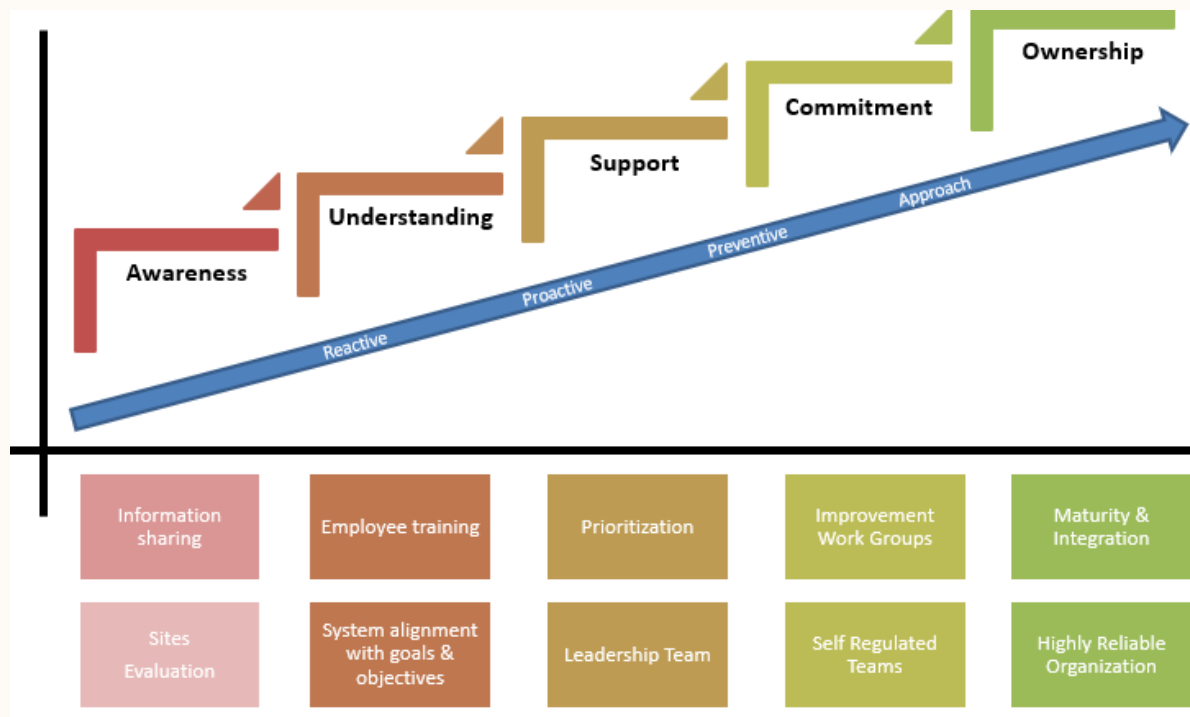 Ownership
Commitment
Support
Understanding
Awareness
Reactive
Proactive
Preventive
Approach
Information
sharing
Employee training
Prioritization
Improvement
Work Groups
Maturity &
Integration
Sites
Evaluation
System alignment
with goals &
objectives
Leadership Team
Self Regulated
Teams
Highly Reliable
Organization